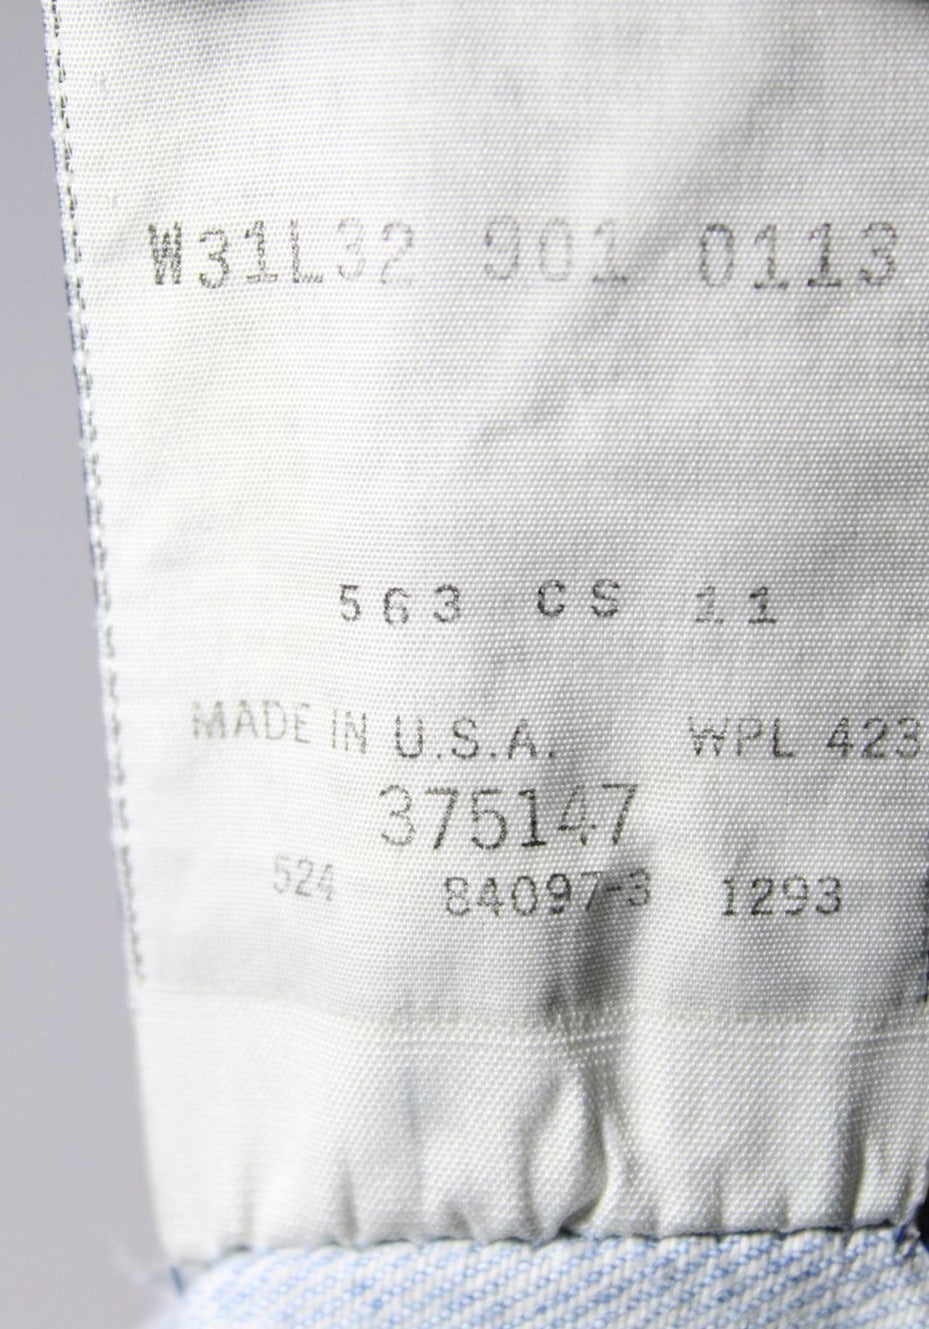 W31L32 901 0113
563 CS 11
MADE IN U.S.A. WPL 423
375147
524 84097-3 1293